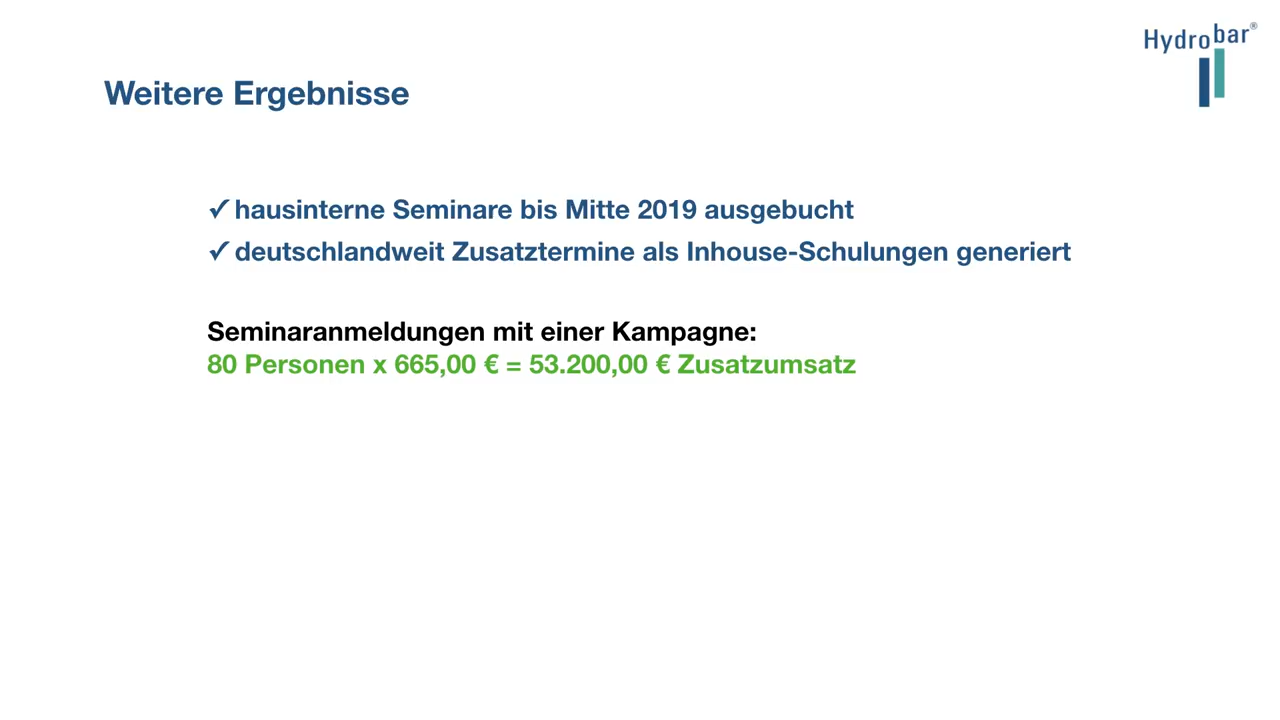 Hydrobar®
Weitere Ergebnisse
✓ hausinterne Seminare bis Mitte 2019 ausgebucht
✓ deutschlandweit Zusatztermine als Inhouse-Schulungen generiert
Seminaranmeldungen mit einer Kampagne:
80 Personen x 665,00 € = 53.200,00 € Zusatzumsatz